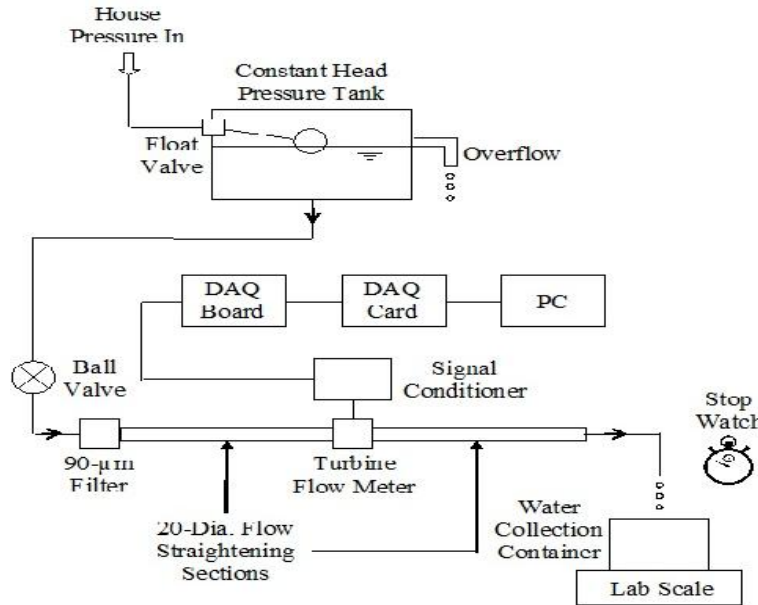 House
Pressure In
Constant Head
Pressure Tank
Float
Valve
Overflow
DAQ
Board
DAQ
Card
PC
Ball
Valve
Signal
Conditioner
Stop
Watch
90-µm
Filter
Turbine
Flow Meter
20-Dia. Flow
Straightening
Sections
Water
Collection
Container
Lab Scale